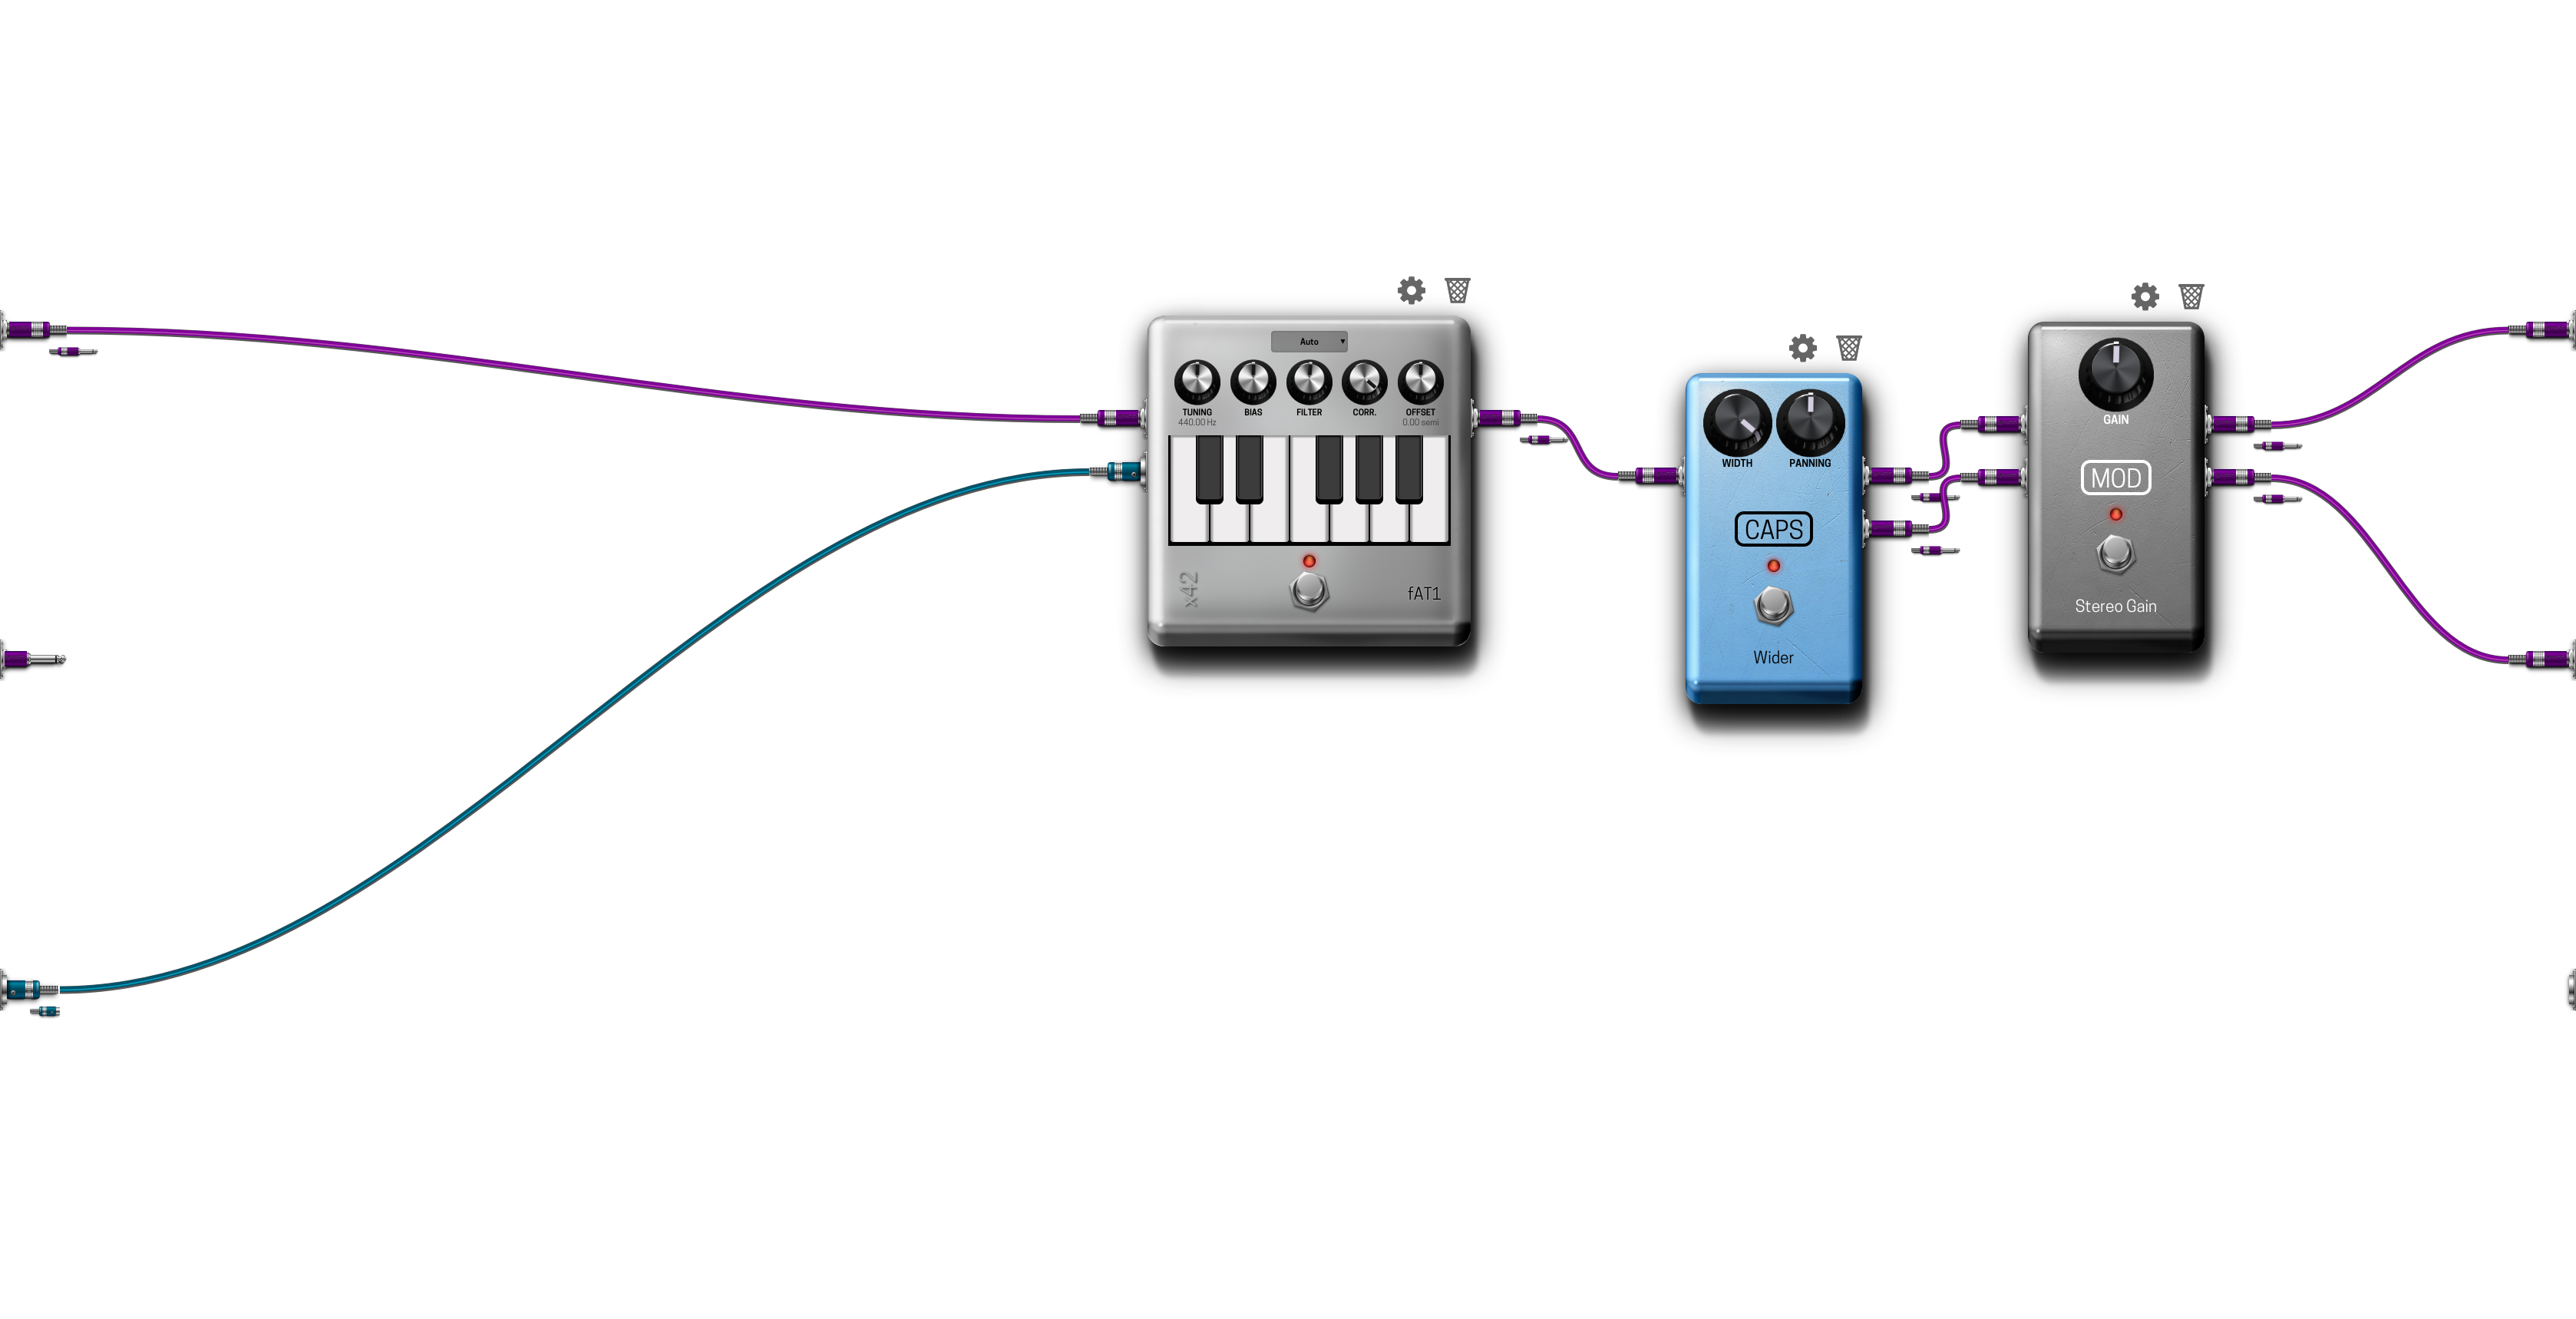 Auto
TUNING BIAS FILTER CORR. OFFSET
440.00 Hz 0.00 semi
x42
fAT1
WIDTH PANNING
CAPS
Wider
GAIN
MOD
Stereo Gain